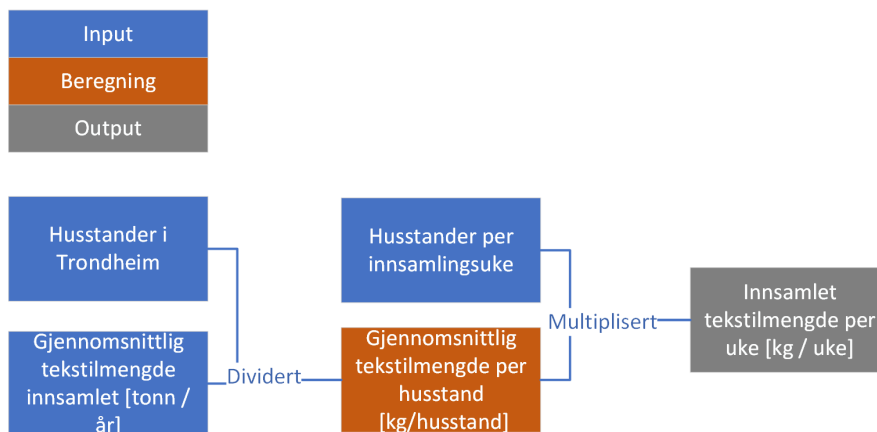 Input
Beregning
Output
Husstander i
Trondheim
Gjennomsnittlig
tekstilmengde
innsamlet [tonn /
år]
Dividert
Husstander per
innsamlingsuke
Gjennomsnittlig
tekstilmengde per
husstand
[kg/husstand]
Multiplisert
Innsamlet
tekstilmengde per
uke [kg / uke]